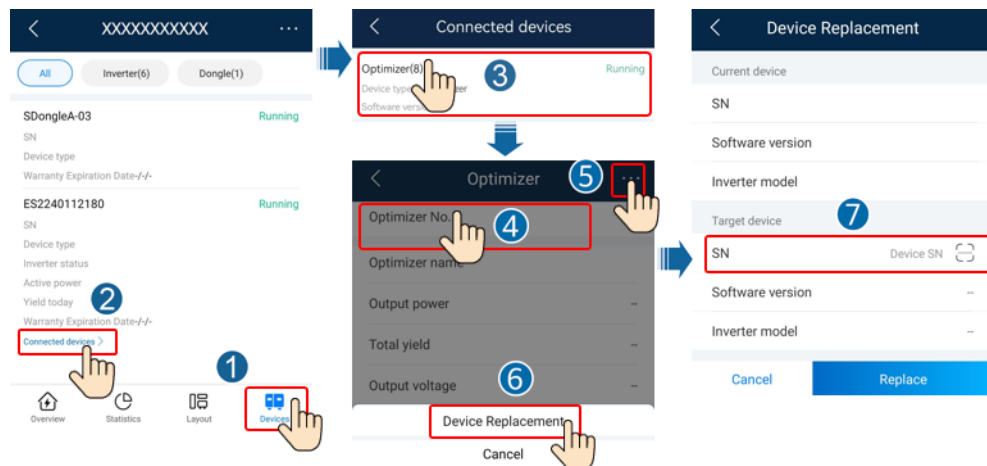 XXXXXXXXXXX ...
All Inverter(6) Dongle(1)
SDongleA-03 Running
SN
Device type
Warranty Expiration Date-/-/-
ES2240112180 Running
SN
Device type
Inverter status
Active power
Yield today
2
Warranty Expiration Date-/-/-
Connected devices >
1
Overview Statistics Layout Devices
Connected devices
Optimizer(8) 3 Running
Device type
Software
Optimizer 5 ...
Optimizer No. 4
Optimizer name
Output power --
Total yield --
Output voltage --
6
Device Replacement
Cancel
Device Replacement
Current device
SN
Software version
Inverter model
Target device 7
SN Device SN
Software version --
Inverter model --
Cancel Replace